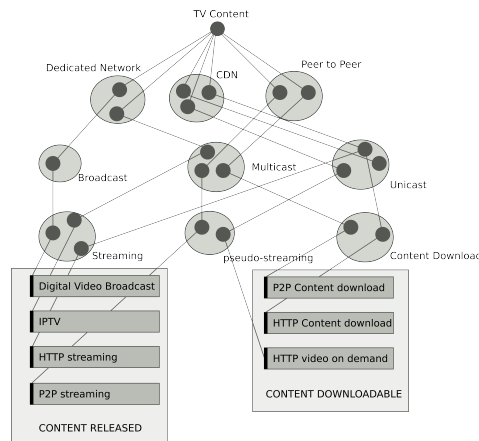 TV Content
Dedicated Network
CDN
Peer to Peer
Broadcast
Multicast
Unicast
Streaming
pseudo-streaming
Content Downloa
Digital Video Broadcast
IPTV
HTTP streaming
P2P streaming
CONTENT RELEASED
P2P Content download
HTTP Content download
HTTP video on demand
CONTENT DOWNLOADABLE